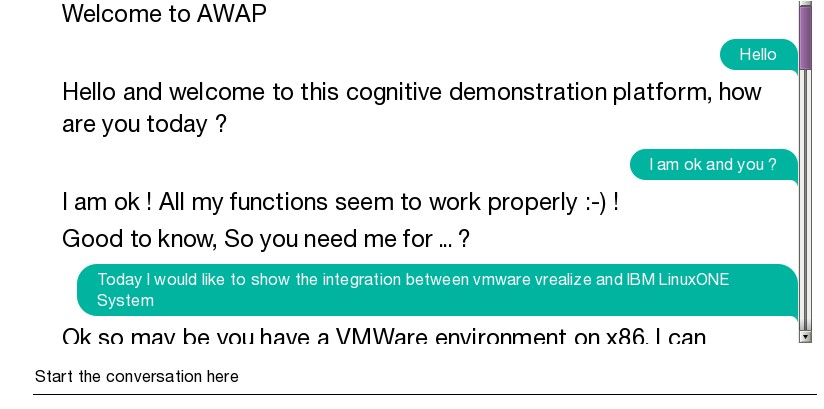 Welcome to AWAP
Hello
Hello and welcome to this cognitive demonstration platform, how
are you today ?
I am ok and you ?
I am ok ! All my functions seem to work properly :-) !
Good to know, So you need me for ... ?
Today I would like to show the integration between vmware vrealize and IBM LinuxONE
System
Ok so may be you have a VMWare environment on x86. I can
Start the conversation here